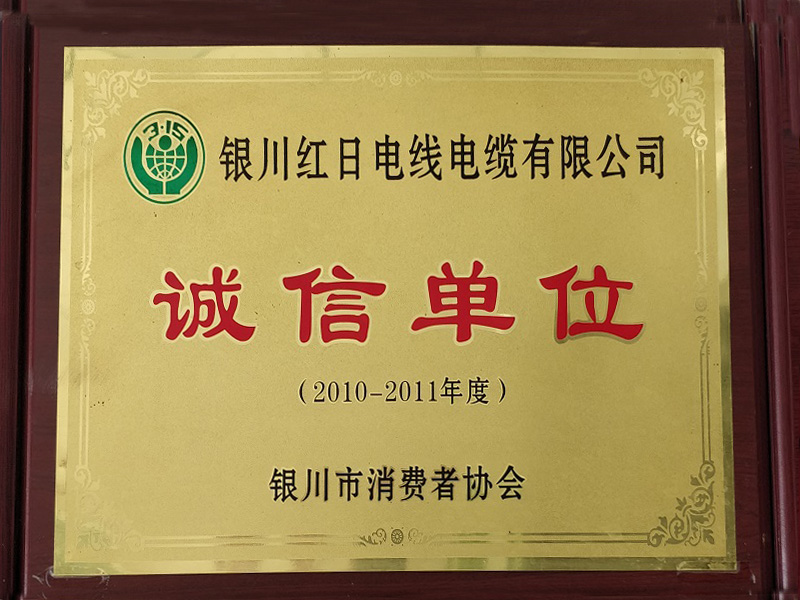 3·15
银川红日电线电缆有限公司
诚信单位
（2010-2011年度）
银川市消费者协会